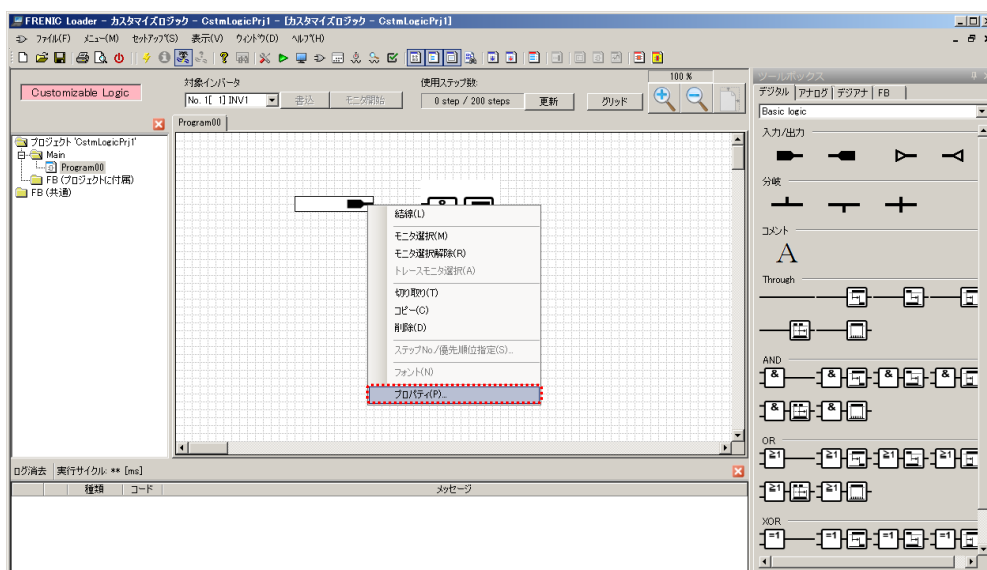 FRENIC Loader - カスタマイズロジック - CstmLogicPrj1 - [カスタマイズロジック - CstmLogicPrj1]
ファイル(F) メニュー(M) セットアップ(S) 表示(V) ウィンドウ(D) ヘルプ(H)
Customizable Logic
対象インバータ
No. 1[ 1] INV1
書込
モニタ開始
使用ステップ数:
0 step / 200 steps
更新
グリッド
100 %
プロジェクト 'CstmLogicPrj1'
Main
Program00
FB (プロジェクトに付属)
FB (共通)
Program00
&
結線(L)
モニタ選択(M)
モニタ選択解除(R)
トレースモニタ選択(A)
切り取り(T)
コピー(C)
削除(D)
ステップNo./優先順位指定(S)...
フォント(N)
プロパティ(P)...
ツールボックス
デジタル アナログ デジアナ FB
Basic logic
入力/出力
分岐
コメント
A
Through
AND
& & & &
& &
OR
≧1 ≧1 ≧1 ≧1
≧1 ≧1
XOR
=1 =1 =1 =1
ログ消去 実行サイクル: ** [ms]
種類 コード メッセージ